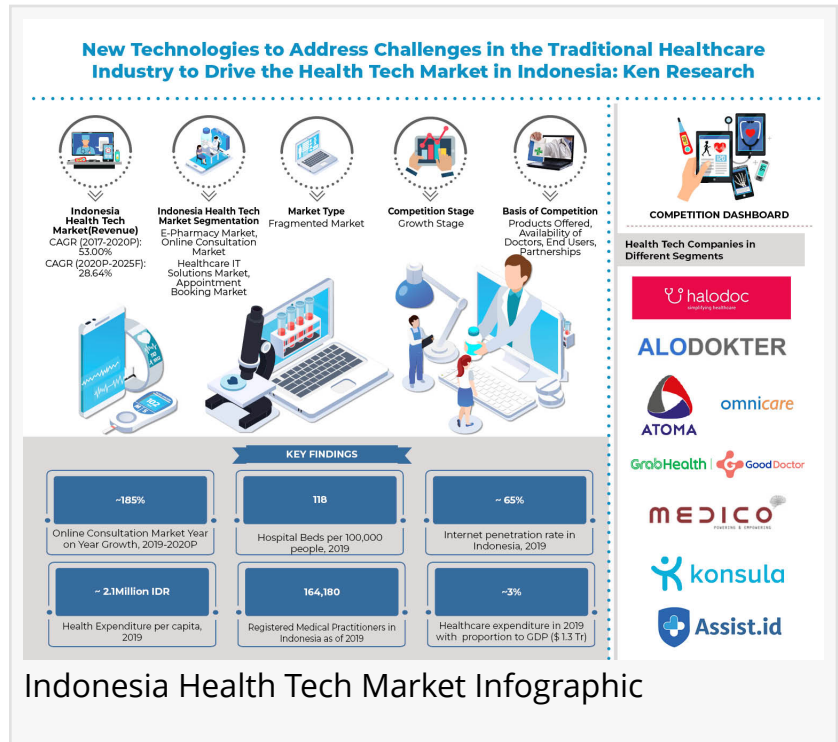 New Technologies to Address Challenges in the Traditional Healthcare
Industry to Drive the Health Tech Market in Indonesia: Ken Research
Indonesia
Health Tech
Market(Revenue)
CAGR (2017-2020P):
53.00%
CAGR (2020P-2025F):
28.64%
Indonesia Health Tech
Market Segmentation
E-Pharmacy Market,
Online Consultation
Market
Healthcare IT
Solutions Market,
Appointment
Booking Market
Market Type
Fragmented Market
Competition Stage
Growth Stage
Basis of Competition
Products Offered,
Availability of
Doctors, End Users,
Partnerships
COMPETITION DASHBOARD
Health Tech Companies in
Different Segments
halodoc
simplifying healthcare
ALODOKTER
ATOMA
omnicare
GrabHealth
GoodDoctor
MEDICO
POWERING & EMPOWERING
konsula
Assist.id
102
KEY FINDINGS
~185%
Online Consultation Market Year
on Year Growth, 2019-2020P
118
Hospital Beds per 100,000
people, 2019
~ 65%
Internet penetration rate in
Indonesia, 2019
~ 2.1Million IDR
Health Expenditure per capita,
2019
164,180
Registered Medical Practitioners in
Indonesia as of 2019
~3%
Healthcare expenditure in 2019
with proportion to GDP ($ 1.3 Tr)
Indonesia Health Tech Market Infographic